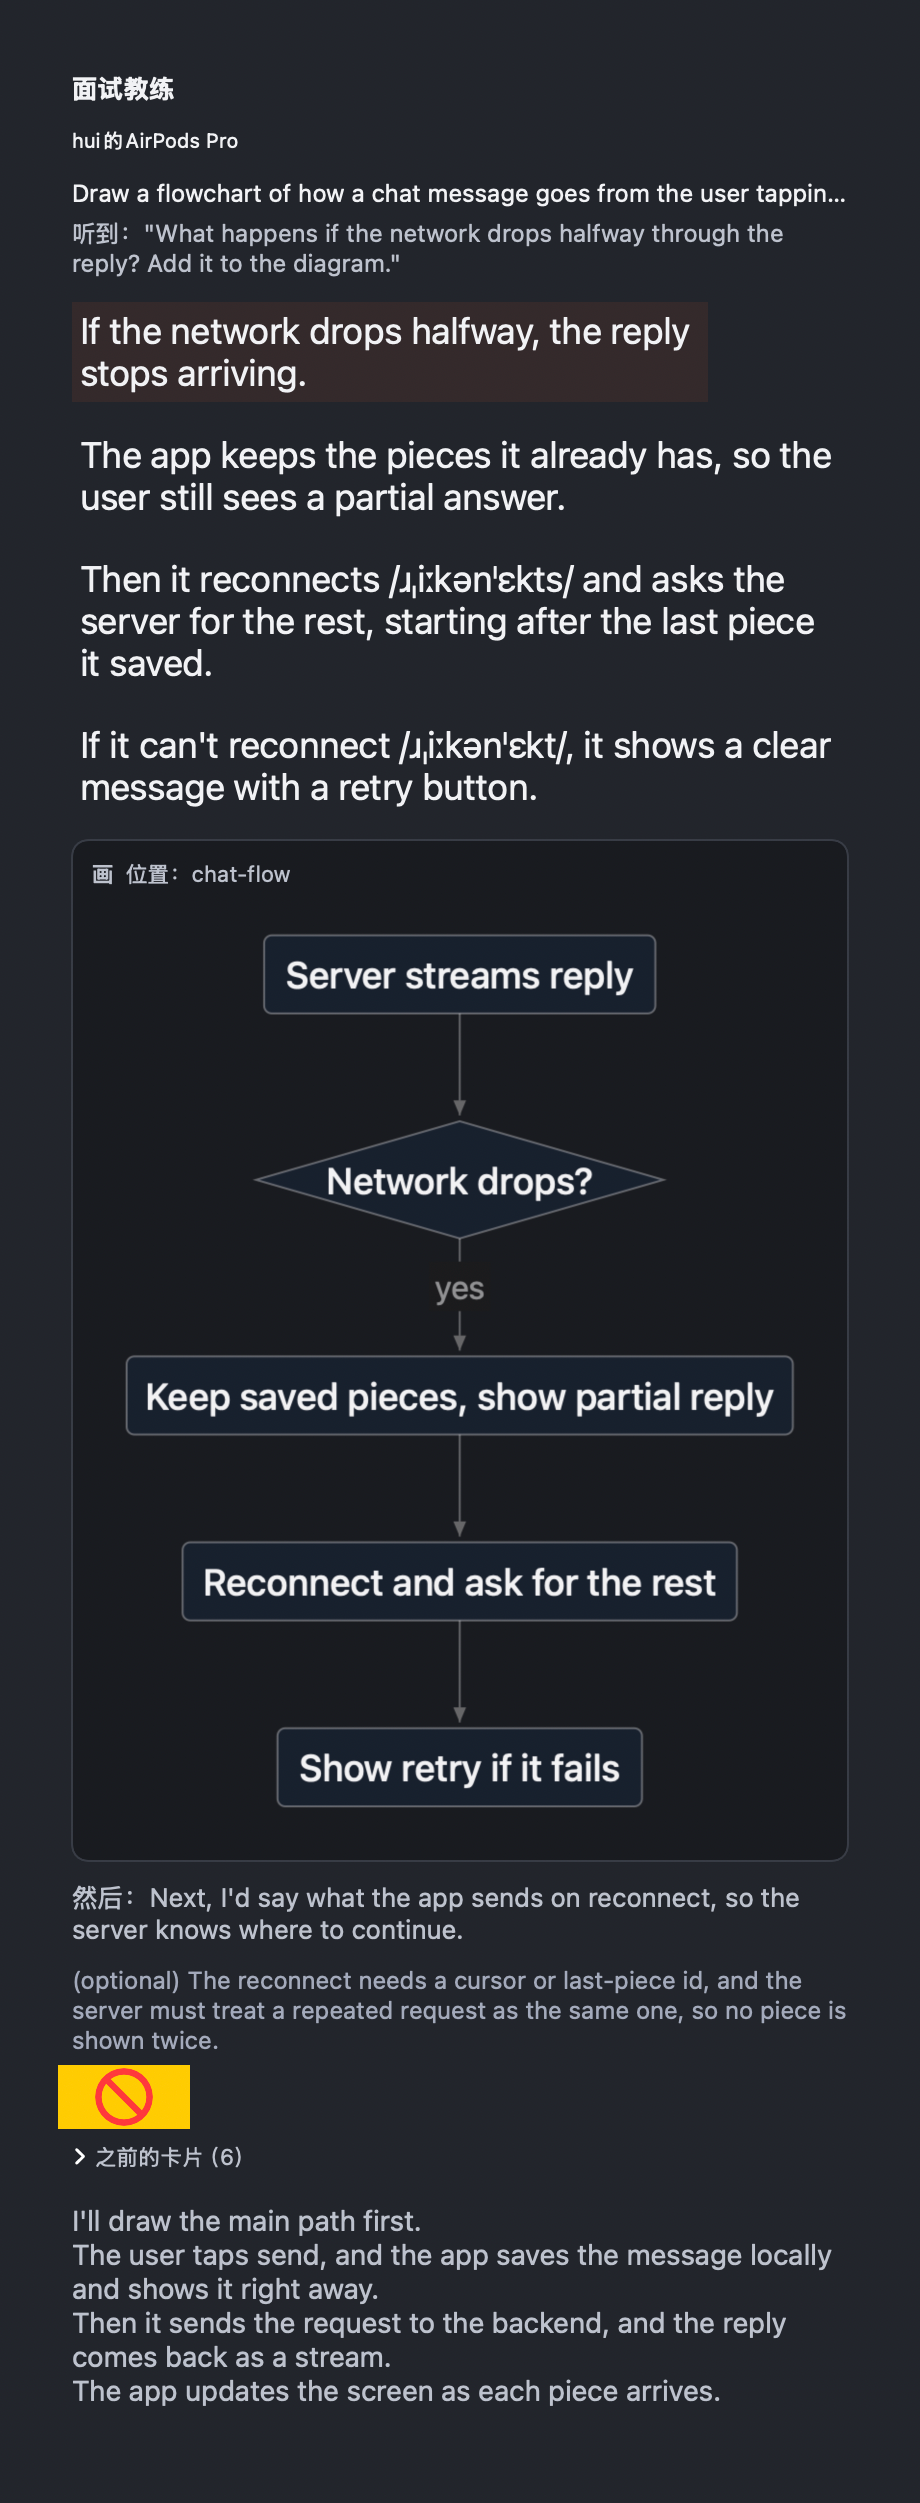 面试教练
hui的AirPods Pro
Draw a flowchart of how a chat message goes from the user tappin...
听到："What happens if the network drops halfway through the
reply? Add it to the diagram."
If the network drops halfway, the reply
stops arriving.
The app keeps the pieces it already has, so the
user still sees a partial answer.
Then it reconnects /ɹˌiːkənˈɛkts/ and asks the
server for the rest, starting after the last piece
it saved.
If it can't reconnect /ɹˌiːkənˈɛkt/, it shows a clear
message with a retry button.
画 位置：chat-flow
Server streams reply
Network drops?
yes
Keep saved pieces, show partial reply
Reconnect and ask for the rest
Show retry if it fails
然后：Next, I'd say what the app sends on reconnect, so the
server knows where to continue.
(optional) The reconnect needs a cursor or last-piece id, and the
server must treat a repeated request as the same one, so no piece is
shown twice.
之前的卡片 (6)
I'll draw the main path first.
The user taps send, and the app saves the message locally
and shows it right away.
Then it sends the request to the backend, and the reply
comes back as a stream.
The app updates the screen as each piece arrives.